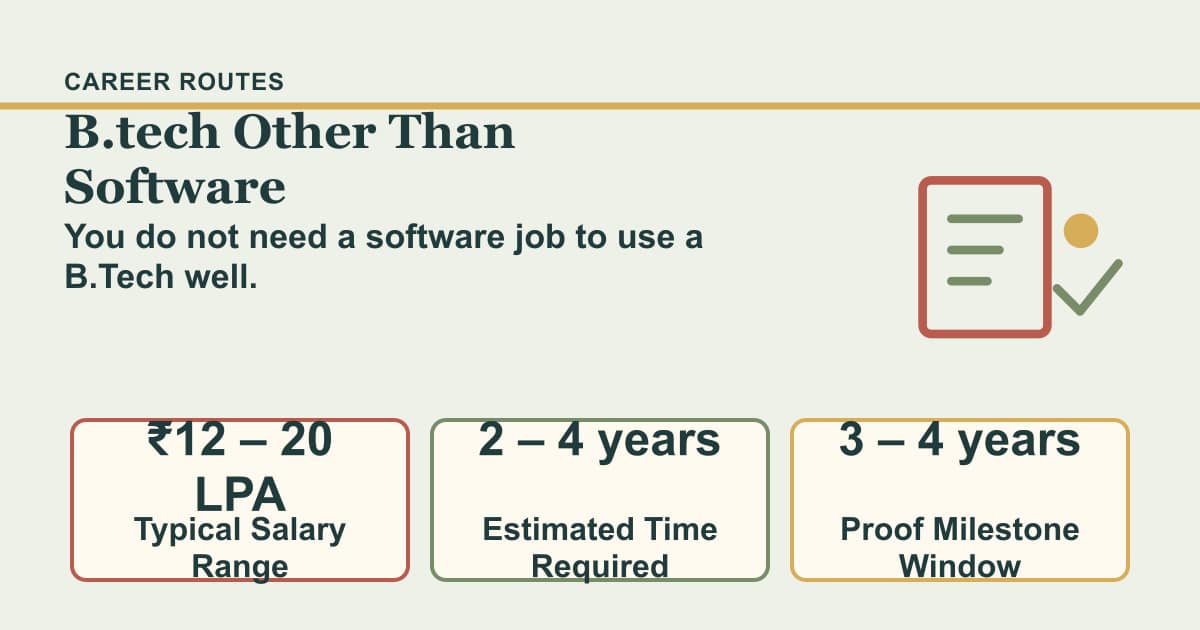 CAREER ROUTES
B.tech Other Than
Software
You do not need a software job to use a
B.Tech well.
₹12 – 20
LPA
Typical Salary
Range
2 – 4 years
Estimated Time
Required
3 – 4 years
Proof Milestone
Window